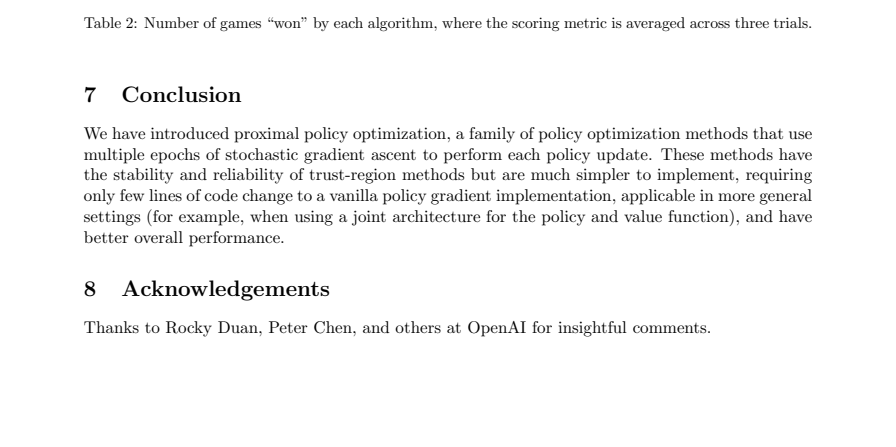 Table 2: Number of games “won” by each algorithm, where the scoring metric is averaged across three trials.
7 Conclusion
We have introduced proximal policy optimization, a family of policy optimization methods that use
multiple epochs of stochastic gradient ascent to perform each policy update. These methods have
the stability and reliability of trust-region methods but are much simpler to implement, requiring
only few lines of code change to a vanilla policy gradient implementation, applicable in more general
settings (for example, when using a joint architecture for the policy and value function), and have
better overall performance.
8 Acknowledgements
Thanks to Rocky Duan, Peter Chen, and others at OpenAI for insightful comments.